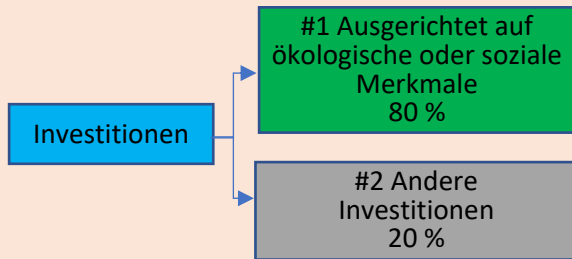 #1 Ausgerichtet auf
ökologische oder soziale
Merkmale
80 %
Investitionen
#2 Andere
Investitionen
20 %